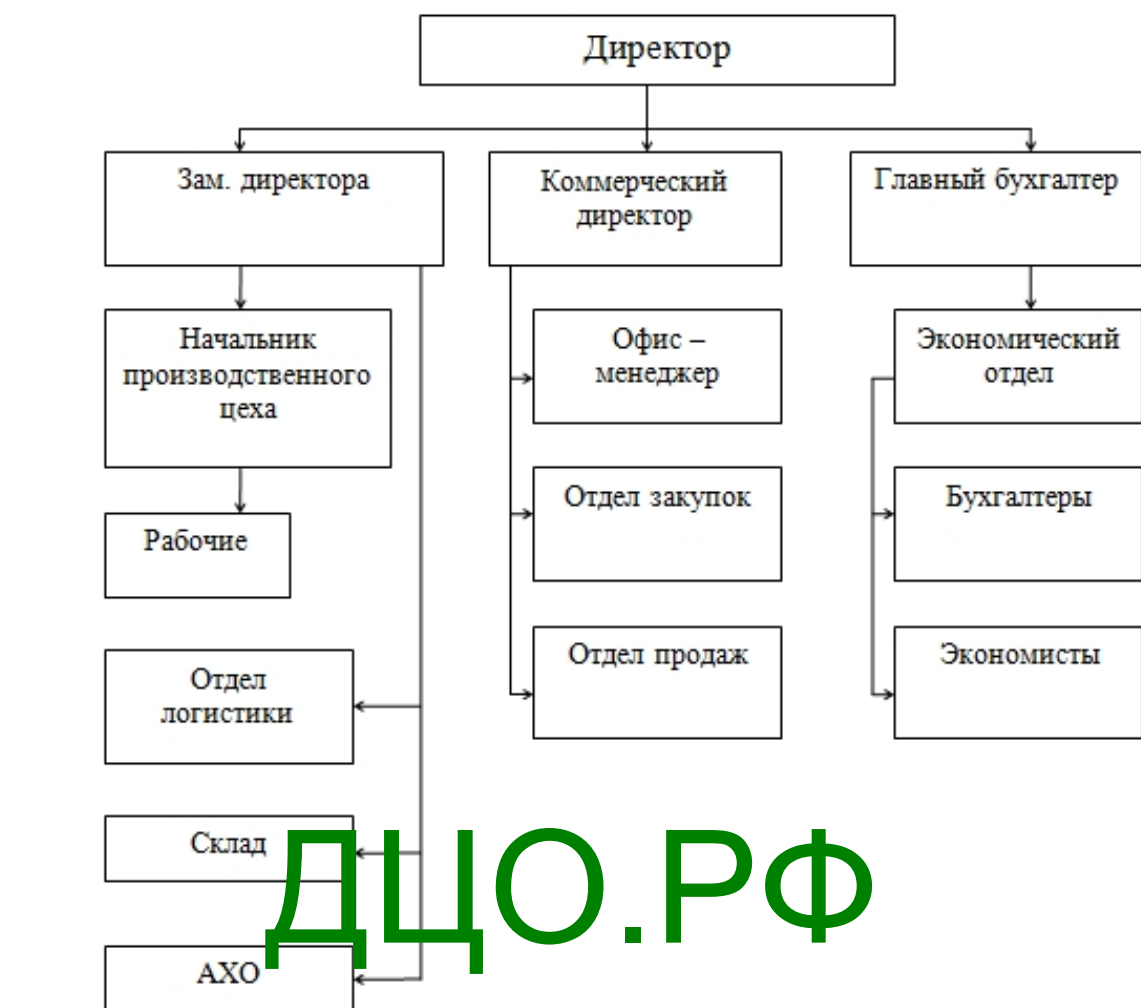 Директор
Зам. директора
Коммерческий
директор
Главный бухгалтер
Начальник
производственного
цеха
Офис –
менеджер
Экономический
отдел
Рабочие
Отдел закупок
Бухгалтеры
Отдел
логистики
Отдел продаж
Экономисты
Склад
АХО
ДЦО.РФ